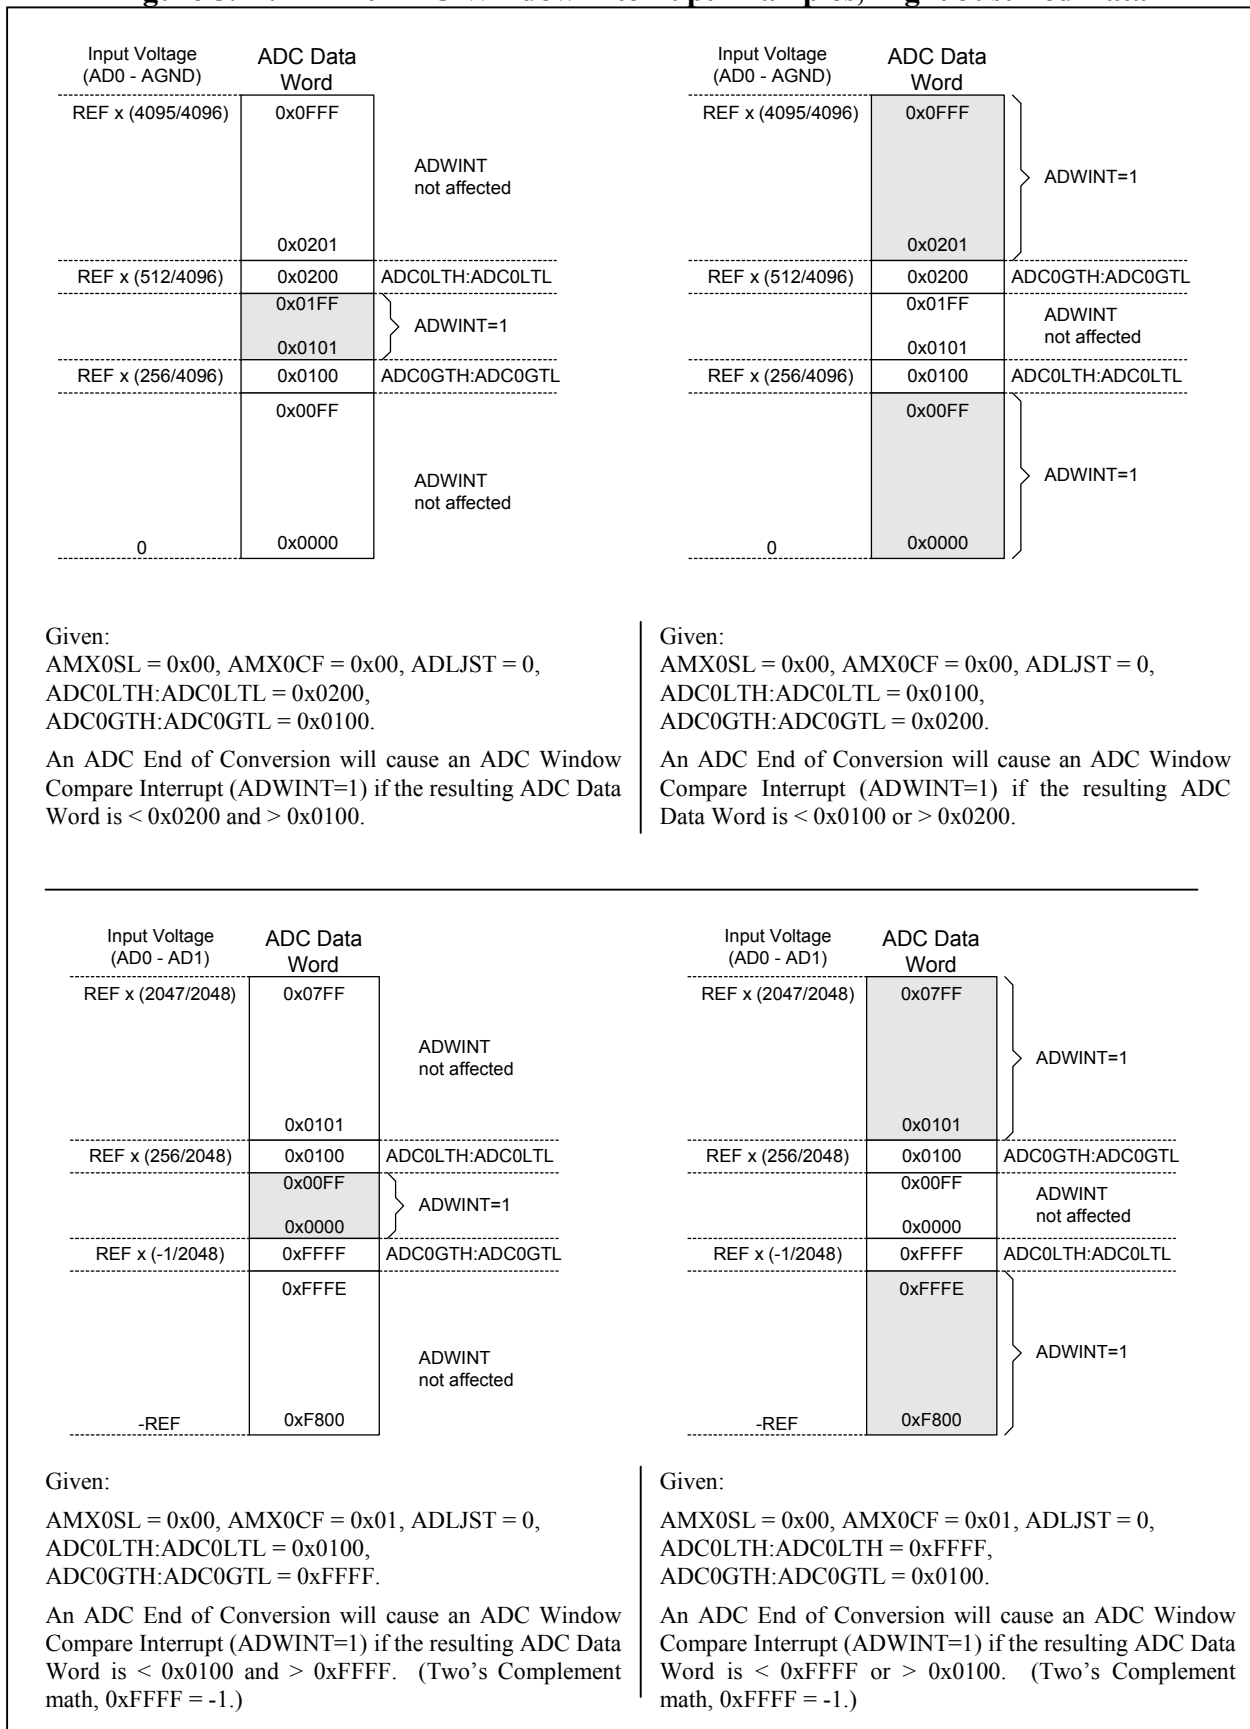 Input Voltage
(AD0 - AGND)
ADC Data
Word
REF x (4095/4096)
0x0FFF
ADWINT
not affected
0x0201
REF x (512/4096)
0x0200
ADC0LTH:ADC0LTL
0x01FF
ADWINT=1
0x0101
REF x (256/4096)
0x0100
ADC0GTH:ADC0GTL
0x00FF
ADWINT
not affected
0
0x0000
Input Voltage
(AD0 - AGND)
ADC Data
Word
REF x (4095/4096)
0x0FFF
ADWINT=1
0x0201
REF x (512/4096)
0x0200
ADC0GTH:ADC0GTL
0x01FF
ADWINT
not affected
0x0101
REF x (256/4096)
0x0100
ADC0LTH:ADC0LTL
0x00FF
ADWINT=1
0
0x0000
Given:
AMX0SL = 0x00, AMX0CF = 0x00, ADLJST = 0,
ADC0LTH:ADC0LTL = 0x0200,
ADC0GTH:ADC0GTL = 0x0100.
An ADC End of Conversion will cause an ADC Window
Compare Interrupt (ADWINT=1) if the resulting ADC Data
Word is < 0x0200 and > 0x0100.
Given:
AMX0SL = 0x00, AMX0CF = 0x00, ADLJST = 0,
ADC0LTH:ADC0LTL = 0x0100,
ADC0GTH:ADC0GTL = 0x0200.
An ADC End of Conversion will cause an ADC Window
Compare Interrupt (ADWINT=1) if the resulting ADC
Data Word is < 0x0100 or > 0x0200.
Input Voltage
(AD0 - AD1)
ADC Data
Word
REF x (2047/2048)
0x07FF
ADWINT
not affected
0x0101
REF x (256/2048)
0x0100
ADC0LTH:ADC0LTL
0x00FF
ADWINT=1
0x0000
REF x (-1/2048)
0xFFFF
ADC0GTH:ADC0GTL
0xFFFE
ADWINT
not affected
-REF
0xF800
Input Voltage
(AD0 - AD1)
ADC Data
Word
REF x (2047/2048)
0x07FF
ADWINT=1
0x0101
REF x (256/2048)
0x0100
ADC0GTH:ADC0GTL
0x00FF
ADWINT
not affected
0x0000
REF x (-1/2048)
0xFFFF
ADC0LTH:ADC0LTL
0xFFFE
ADWINT=1
-REF
0xF800
Given:
AMX0SL = 0x00, AMX0CF = 0x01, ADLJST = 0,
ADC0LTH:ADC0LTL = 0x0100,
ADC0GTH:ADC0GTL = 0xFFFF.
An ADC End of Conversion will cause an ADC Window
Compare Interrupt (ADWINT=1) if the resulting ADC Data
Word is < 0x0100 and > 0xFFFF. (Two's Complement
math, 0xFFFF = -1.)
Given:
AMX0SL = 0x00, AMX0CF = 0x01, ADLJST = 0,
ADC0LTH:ADC0LTH = 0xFFFF,
ADC0GTH:ADC0GTL = 0x0100.
An ADC End of Conversion will cause an ADC Window
Compare Interrupt (ADWINT=1) if the resulting ADC Data
Word is < 0xFFFF or > 0x0100. (Two's Complement
math, 0xFFFF = -1.)